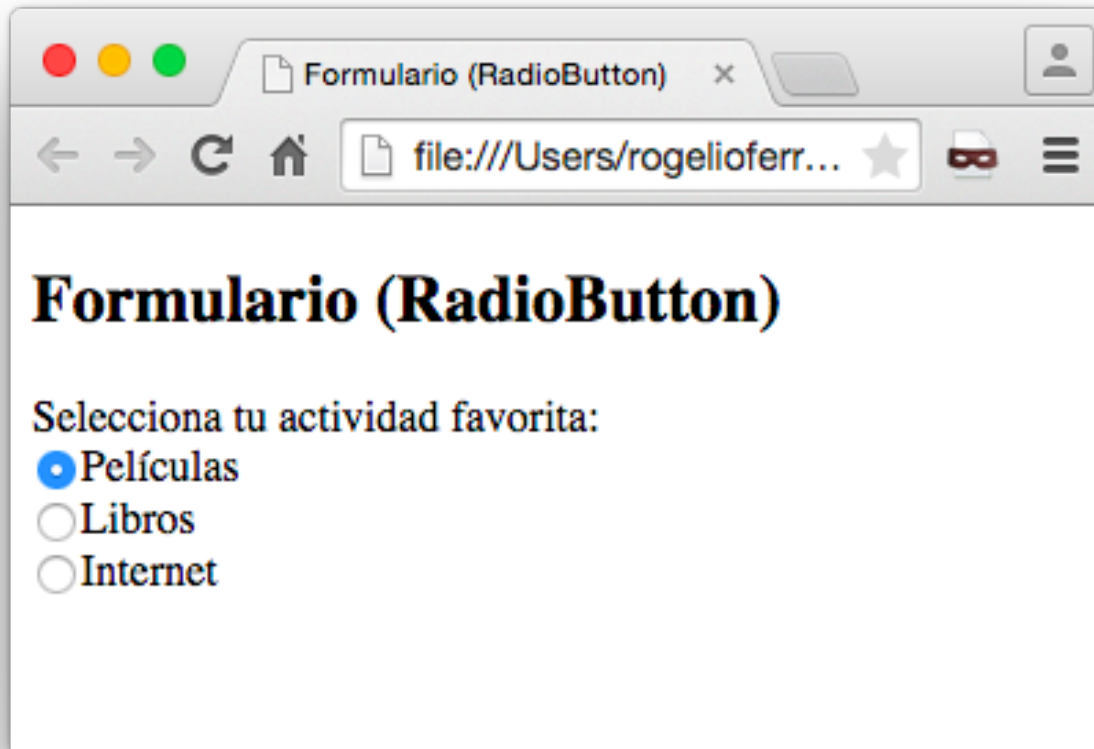 Formulario (RadioButton)
file:///Users/rogelioferr...
Formulario (RadioButton)
Selecciona tu actividad favorita:
Películas
Libros
Internet